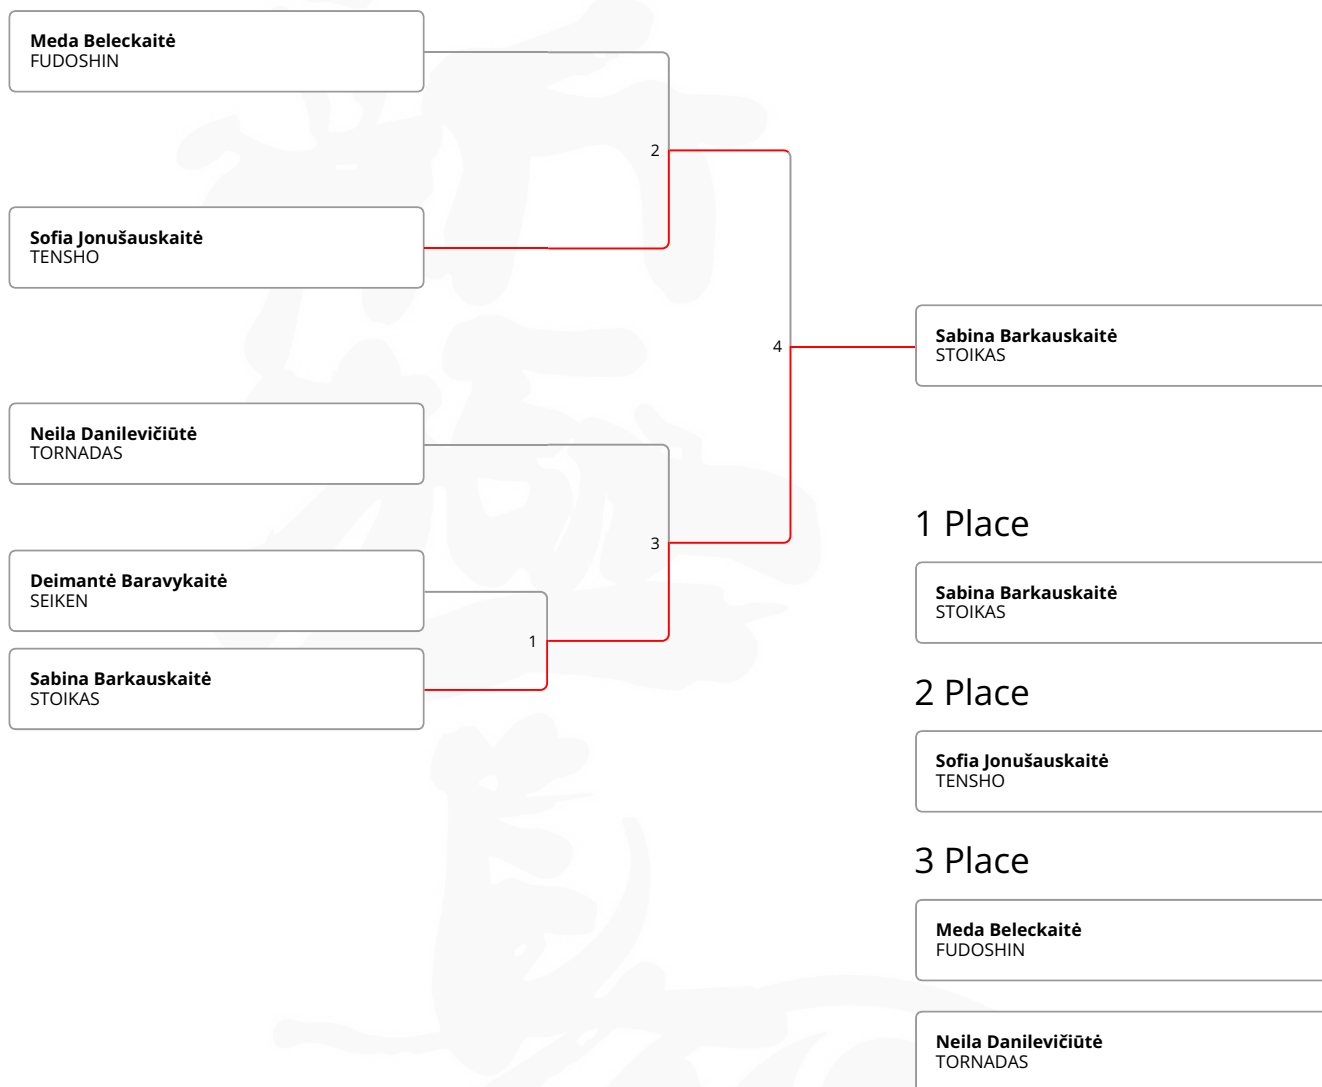 Meda Beleckaitė
FUDOSHIN
2
Sofia Jonušauskaitė
TENSHO
4
Sabina Barkauskaitė
STOIKAS
Neila Danilevičiūtė
TORNADAS
3
Deimantė Baravykaitė
SEIKEN
1
Sabina Barkauskaitė
STOIKAS
1 Place
Sabina Barkauskaitė
STOIKAS
2 Place
Sofia Jonušauskaitė
TENSHO
3 Place
Meda Beleckaitė
FUDOSHIN
Neila Danilevičiūtė
TORNADAS